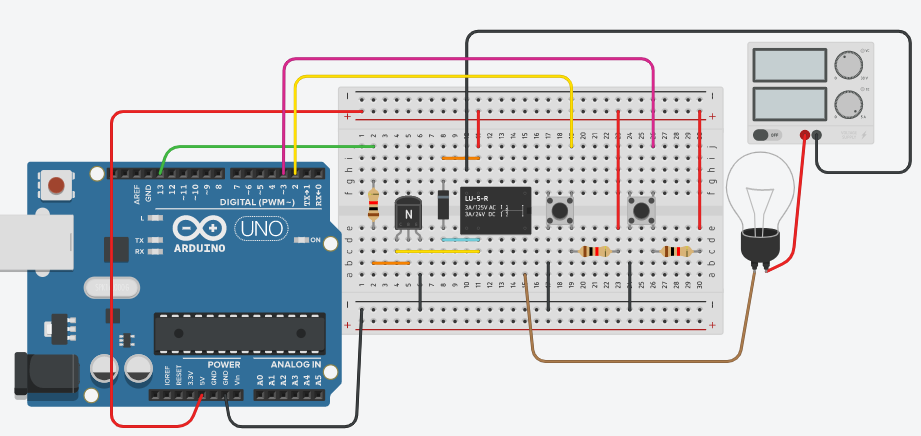 AREF
GND
13
12
~11
~10
~9
8
7
~6
~5
4
~3
2
TX→1
RX←0
DIGITAL (PWM~)
L
TX
RX
ARDUINO
UNO
ON
POWER
ANALOG IN
IOREF
RESET
3.3V
5V
GND
GND
Vin
A0
A1
A2
A3
A4
A5
N
LU-5-R
3A/125V AC
3A/24V DC
1 2 3 4 5 6 7 8 9 10 11 12 13 14 15 16 17 18 19 20 21 22 23 24 25 26 27 28 29 30
j
i
h
g
f
e
d
c
b
a
OFF